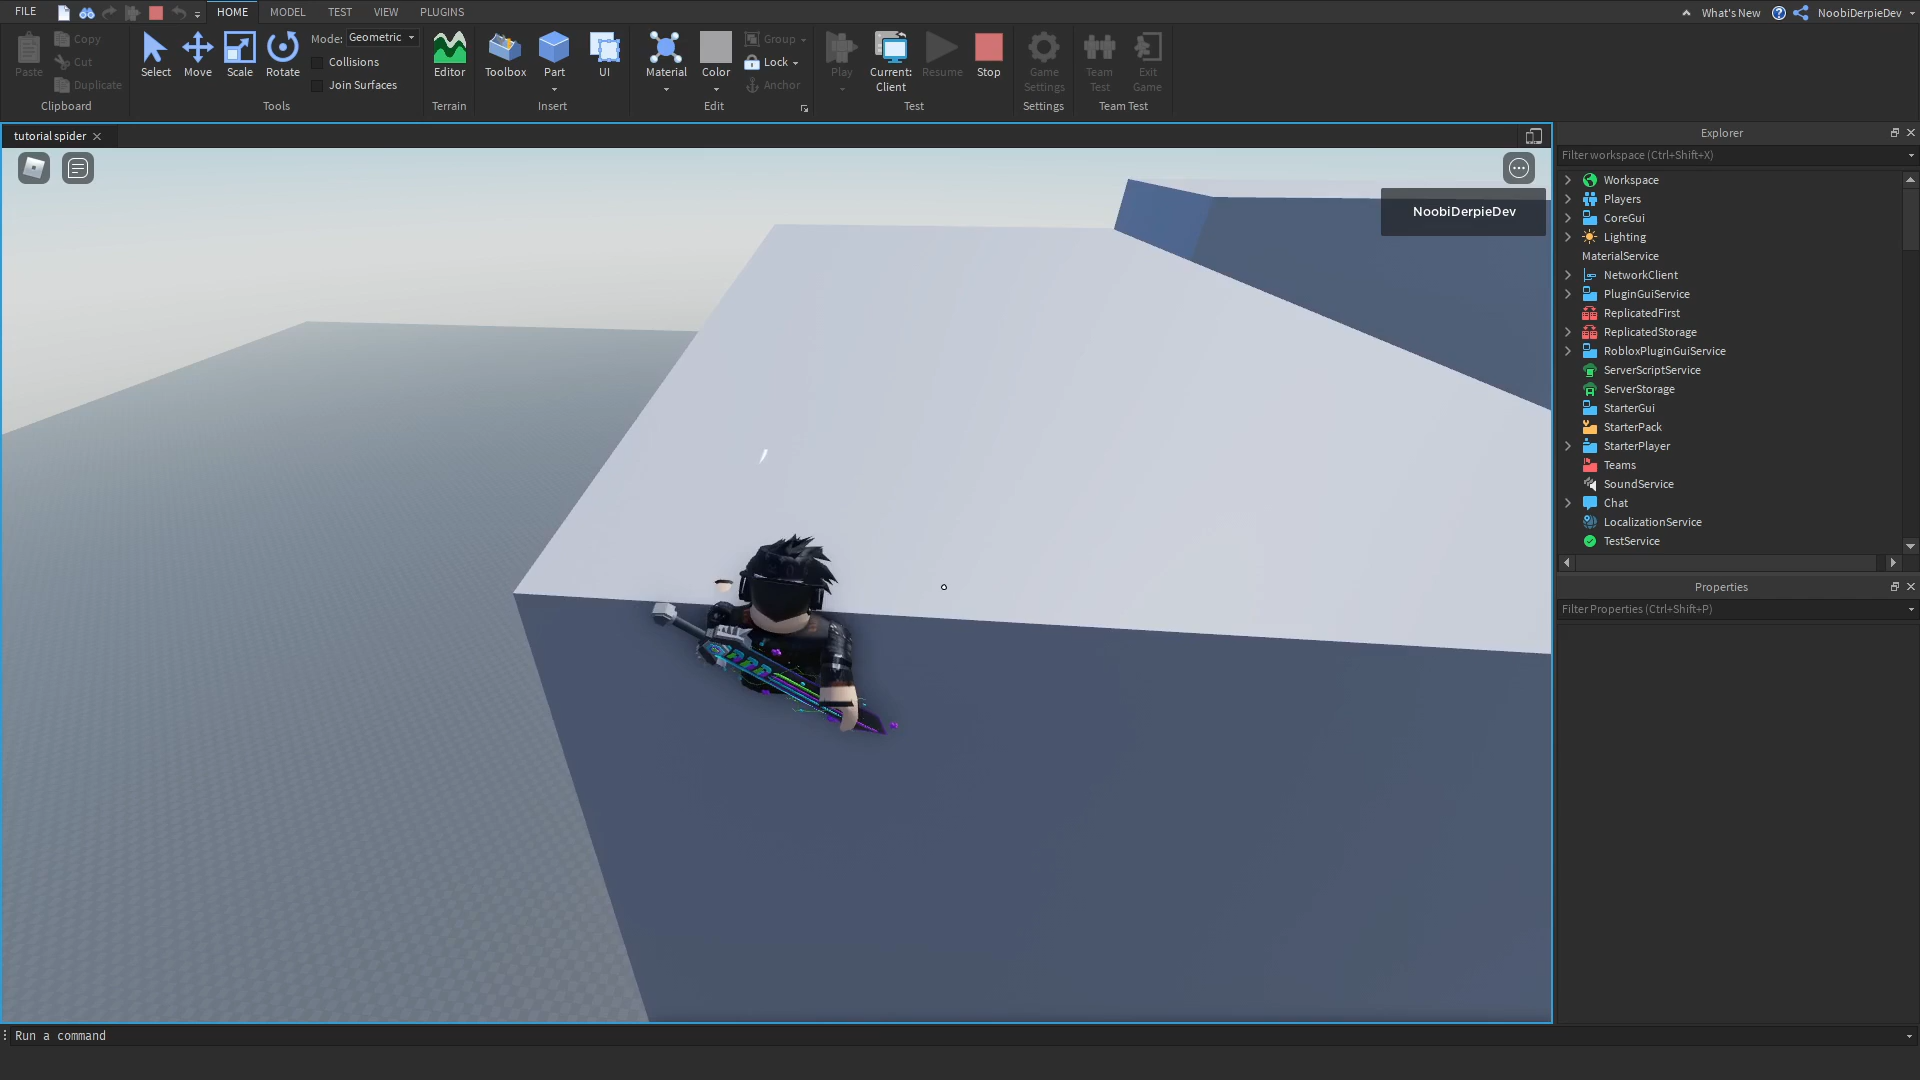 FILE
HOME
MODEL
TEST
VIEW
PLUGINS
What's New
NoobiDerpieDev
Paste
Copy
Cut
Duplicate
Clipboard
Select
Move
Scale
Rotate
Mode: Geometric
Collisions
Join Surfaces
Tools
Editor
Terrain
Toolbox
Part
UI
Insert
Material
Color
Group
Lock
Anchor
Edit
Play
Current:
Client
Resume
Stop
Test
Game
Settings
Settings
Team
Test
Exit
Game
Team Test
tutorial spider
NoobiDerpieDev
Explorer
Filter workspace (Ctrl+Shift+X)
Workspace
Players
CoreGui
Lighting
MaterialService
NetworkClient
PluginGuiService
ReplicatedFirst
ReplicatedStorage
RobloxPluginGuiService
ServerScriptService
ServerStorage
StarterGui
StarterPack
StarterPlayer
Teams
SoundService
Chat
LocalizationService
TestService
Properties
Filter Properties (Ctrl+Shift+P)
Run a command